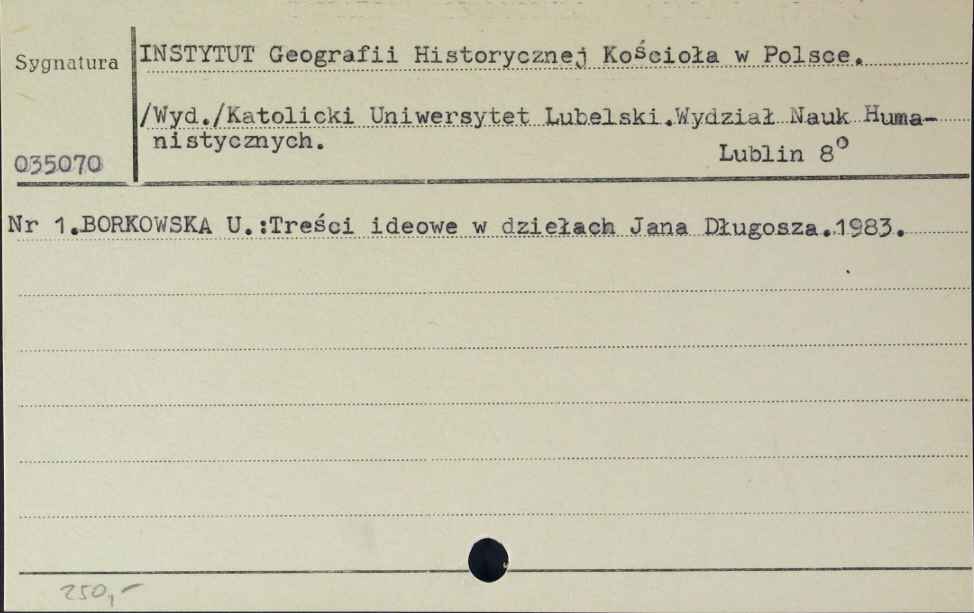 Sygnatura
INSTYTUT Geografii Historycznej Kościoła w Polsce.
/Wyd./Katolicki Uniwersytet Lubelski.Wydział Nauk Huma-
nistycznych.
Lublin 8°
035070
Nr 1.BORKOWSKA U.:Treści ideowe w dziełach Jana Długosza.1983.
250,-